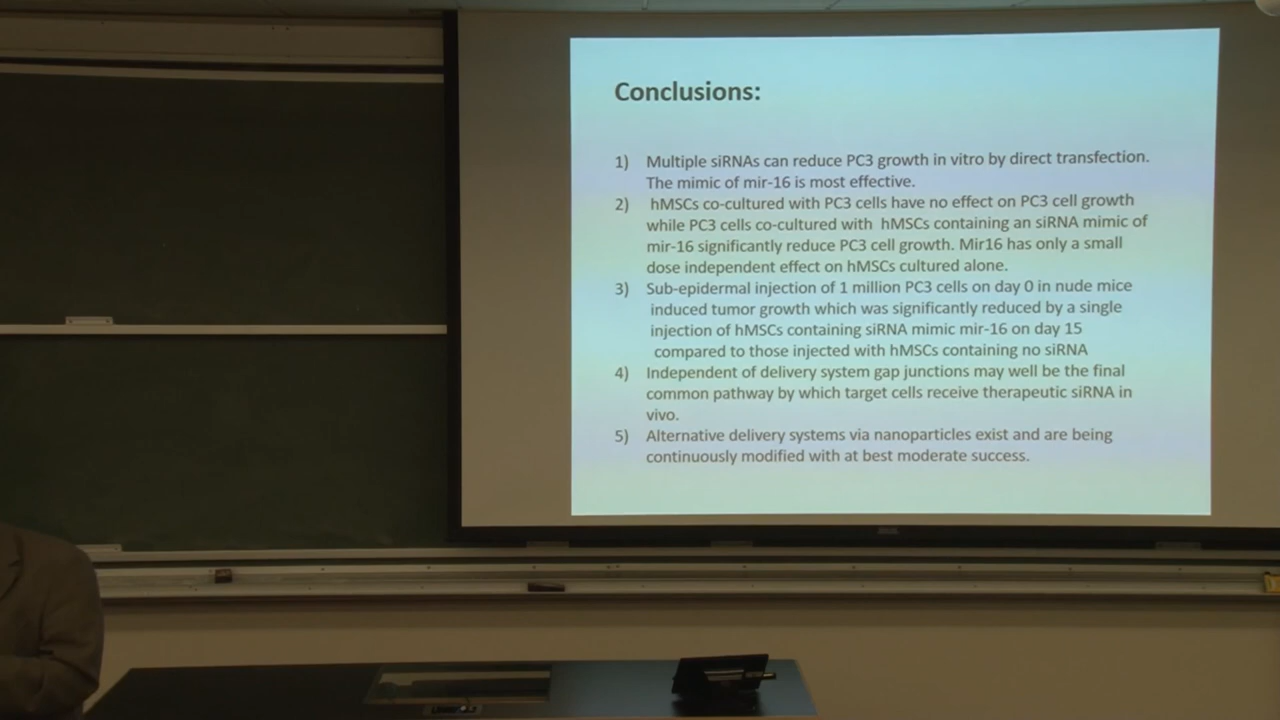 Conclusions:
1) Multiple siRNAs can reduce PC3 growth in vitro by direct transfection.
The mimic of mir-16 is most effective.
2) hMSCs co-cultured with PC3 cells have no effect on PC3 cell growth
while PC3 cells co-cultured with hMSCs containing an siRNA mimic of
mir-16 significantly reduce PC3 cell growth. Mir16 has only a small
dose independent effect on hMSCs cultured alone.
3) Sub-epidermal injection of 1 million PC3 cells on day 0 in nude mice
induced tumor growth which was significantly reduced by a single
injection of hMSCs containing siRNA mimic mir-16 on day 15
compared to those injected with hMSCs containing no siRNA
4) Independent of delivery system gap junctions may well be the final
common pathway by which target cells receive therapeutic siRNA in
vivo.
5) Alternative delivery systems via nanoparticles exist and are being
continuously modified with at best moderate success.